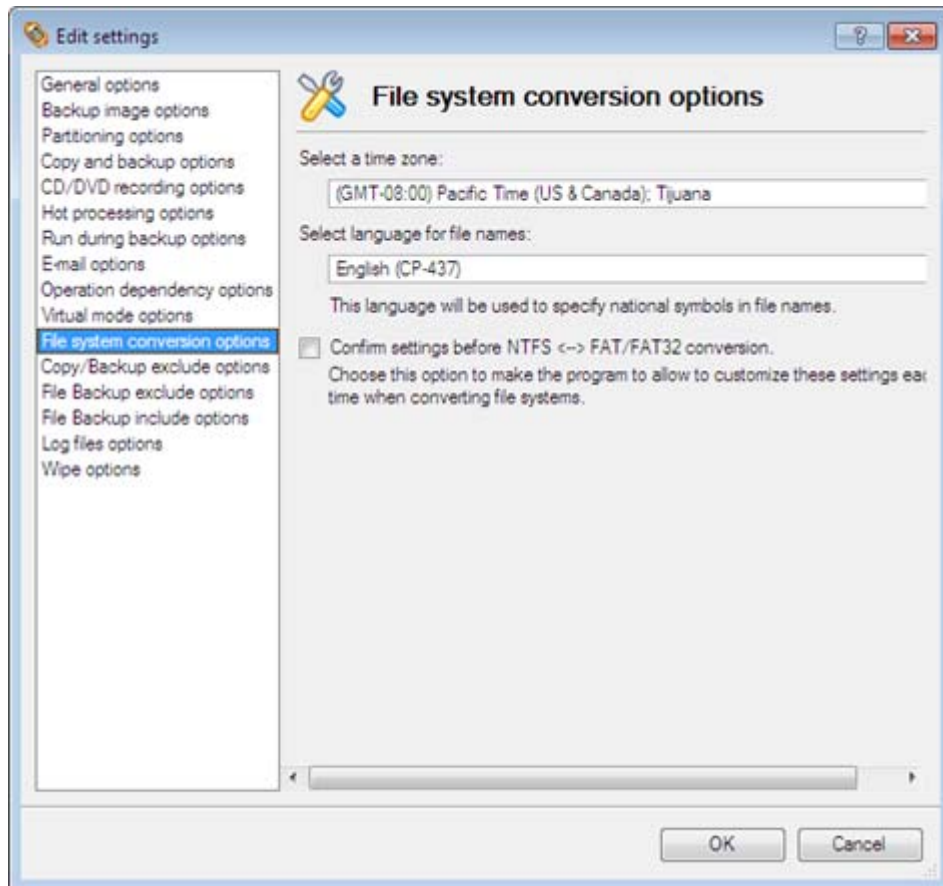 Edit settings
General options
Backup image options
Partitioning options
Copy and backup options
CD/DVD recording options
Hot processing options
Run during backup options
E-mail options
Operation dependency options
Virtual mode options
File system conversion options
Copy/Backup exclude options
File Backup exclude options
File Backup include options
Log files options
Wipe options
File system conversion options
Select a time zone:
(GMT-08:00) Pacific Time (US & Canada); Tijuana
Select language for file names:
English (CP-437)
This language will be used to specify national symbols in file names.
Confirm settings before NTFS <--> FAT/FAT32 conversion.
Choose this option to make the program to allow to customize these settings eac
time when converting file systems.
OK
Cancel